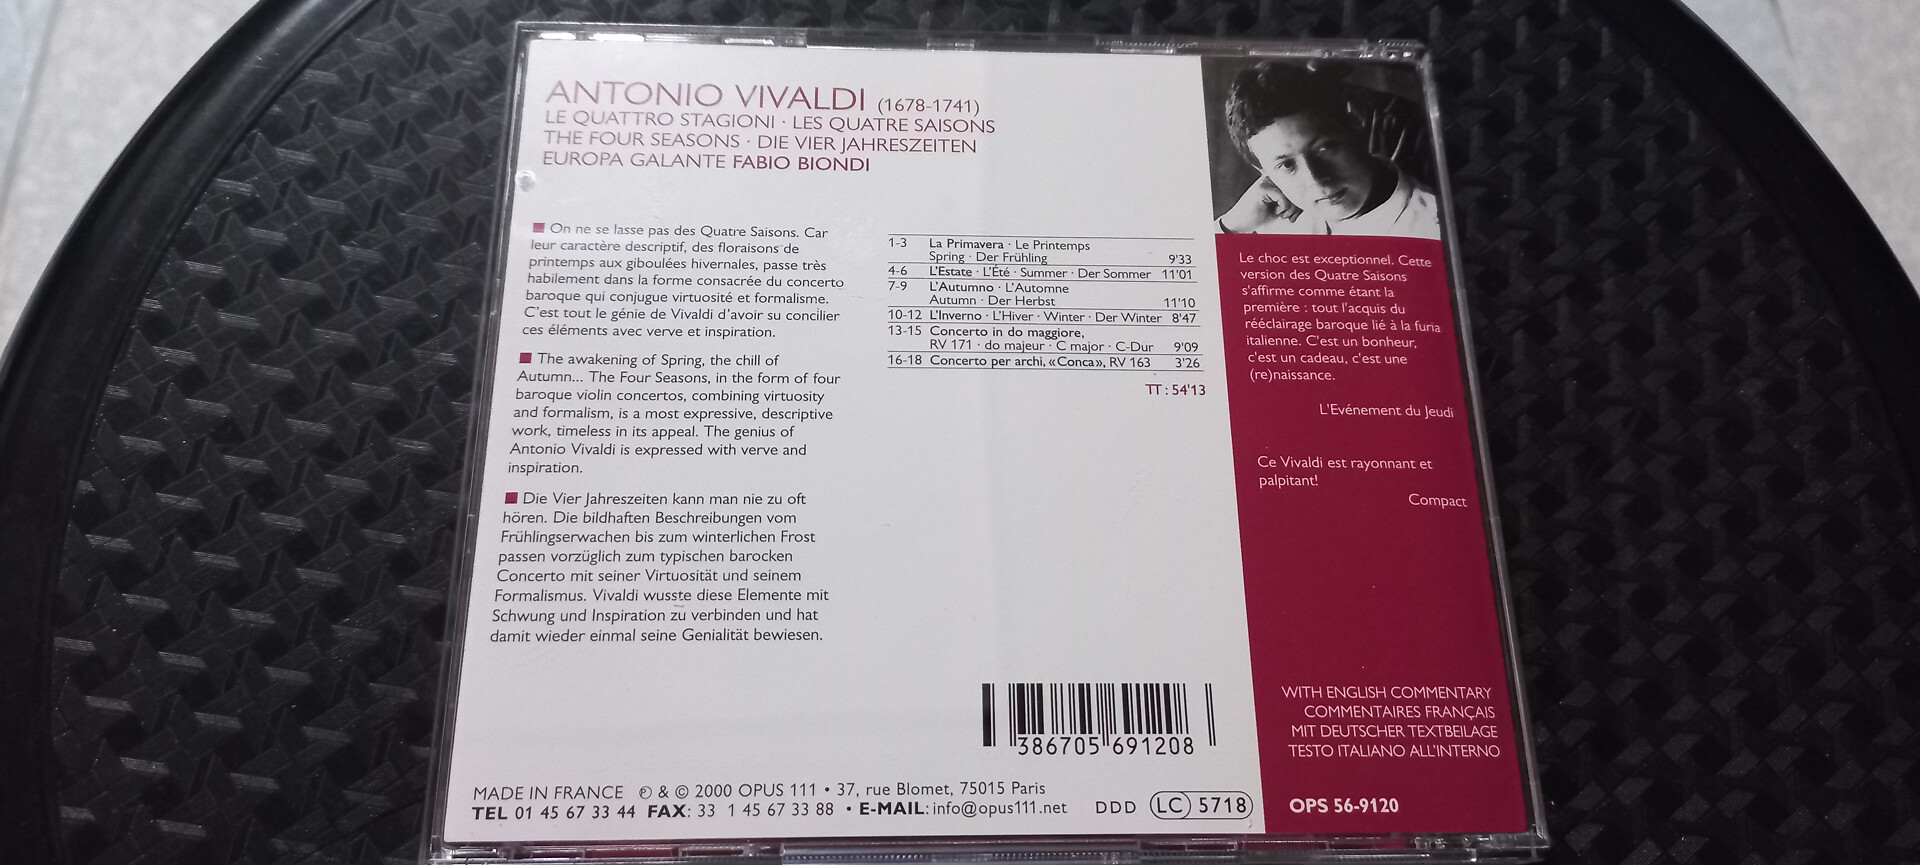 ANTONIO VIVALDI (1678-1741)
LE QUATTRO STAGIONI · LES QUATRE SAISONS
THE FOUR SEASONS · DIE VIER JAHRESZEITEN
EUROPA GALANTE FABIO BIONDI
On ne se lasse pas des Quatre Saisons. Car
leur caractère descriptif, des floraisons de
printemps aux giboulées hivernales, passe très
habilement dans la forme consacrée du concerto
baroque qui conjugue virtuosité et formalisme.
C'est tout le génie de Vivaldi d'avoir su concilier
ces éléments avec verve et inspiration.
The awakening of Spring, the chill of
Autumn... The Four Seasons, in the form of four
baroque violin concertos, combining virtuosity
and formalism, is a most expressive, descriptive
work, timeless in its appeal. The genius of
Antonio Vivaldi is expressed with verve and
inspiration.
Die Vier Jahreszeiten kann man nie zu oft
hören. Die bildhaften Beschreibungen vom
Frühlingserwachen bis zum winterlichen Frost
passen vorzüglich zum typischen barocken
Concerto mit seiner Virtuosität und seinem
Formalismus. Vivaldi wusste diese Elemente mit
Schwung und Inspiration zu verbinden und hat
damit wieder einmal seine Genialität bewiesen.
1-3 La Primavera · Le Printemps
Spring · Der Frühling 9'33
4-6 L'Estate · L'Été · Summer · Der Sommer 11'01
7-9 L'Autumno · L'Automne
Autumn · Der Herbst 11'10
10-12 L'Inverno · L'Hiver · Winter · Der Winter 8'47
13-15 Concerto in do maggiore,
RV 171 · do majeur · C major · C-Dur 9'09
16-18 Concerto per archi, «Conca», RV 163 3'26
TT : 54'13
Le choc est exceptionnel. Cette
version des Quatre Saisons
s'affirme comme étant la
première : tout l'acquis du
rééclairage baroque lié à la furia
italienne. C'est un bonheur,
c'est un cadeau, c'est une
(re)naissance.
L'Evénement du Jeudi
Ce Vivaldi est rayonnant et
palpitant!
Compact
WITH ENGLISH COMMENTARY
COMMENTAIRES FRANÇAIS
MIT DEUTSCHER TEXTBEILAGE
TESTO ITALIANO ALL'INTERNO
OPS 56-9120
386705 691208
MADE IN FRANCE ℗ & © 2000 OPUS 111 • 37, rue Blomet, 75015 Paris
TEL 01 45 67 33 44 FAX: 33 1 45 67 33 88 • E-MAIL: info@opus111.net DDD LC 5718